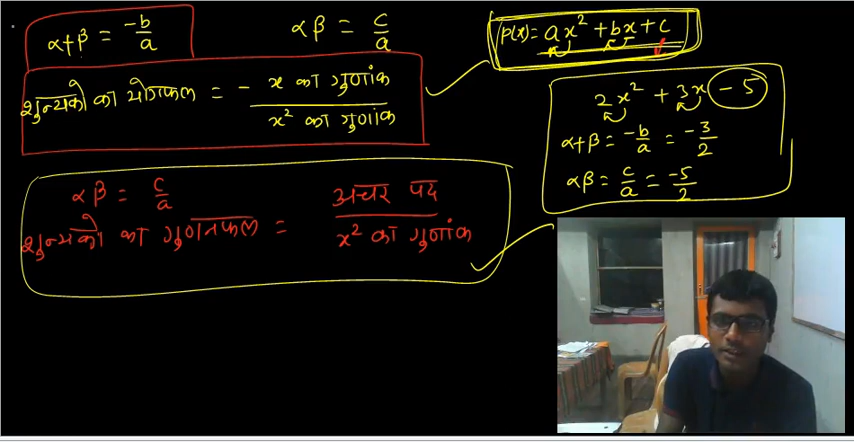 α+β = -b/a
αβ = c/a
p(x) = ax² + bx + c
शुन्यको का योगफल = - x का गुणांक / x² का गुणांक
2x² + 3x - 5
α+β = -b/a = -3/2
αβ = c/a = -5/2
αβ = c/a
शुन्यको का गुणनफल = अचर पद / x² का गुणांक